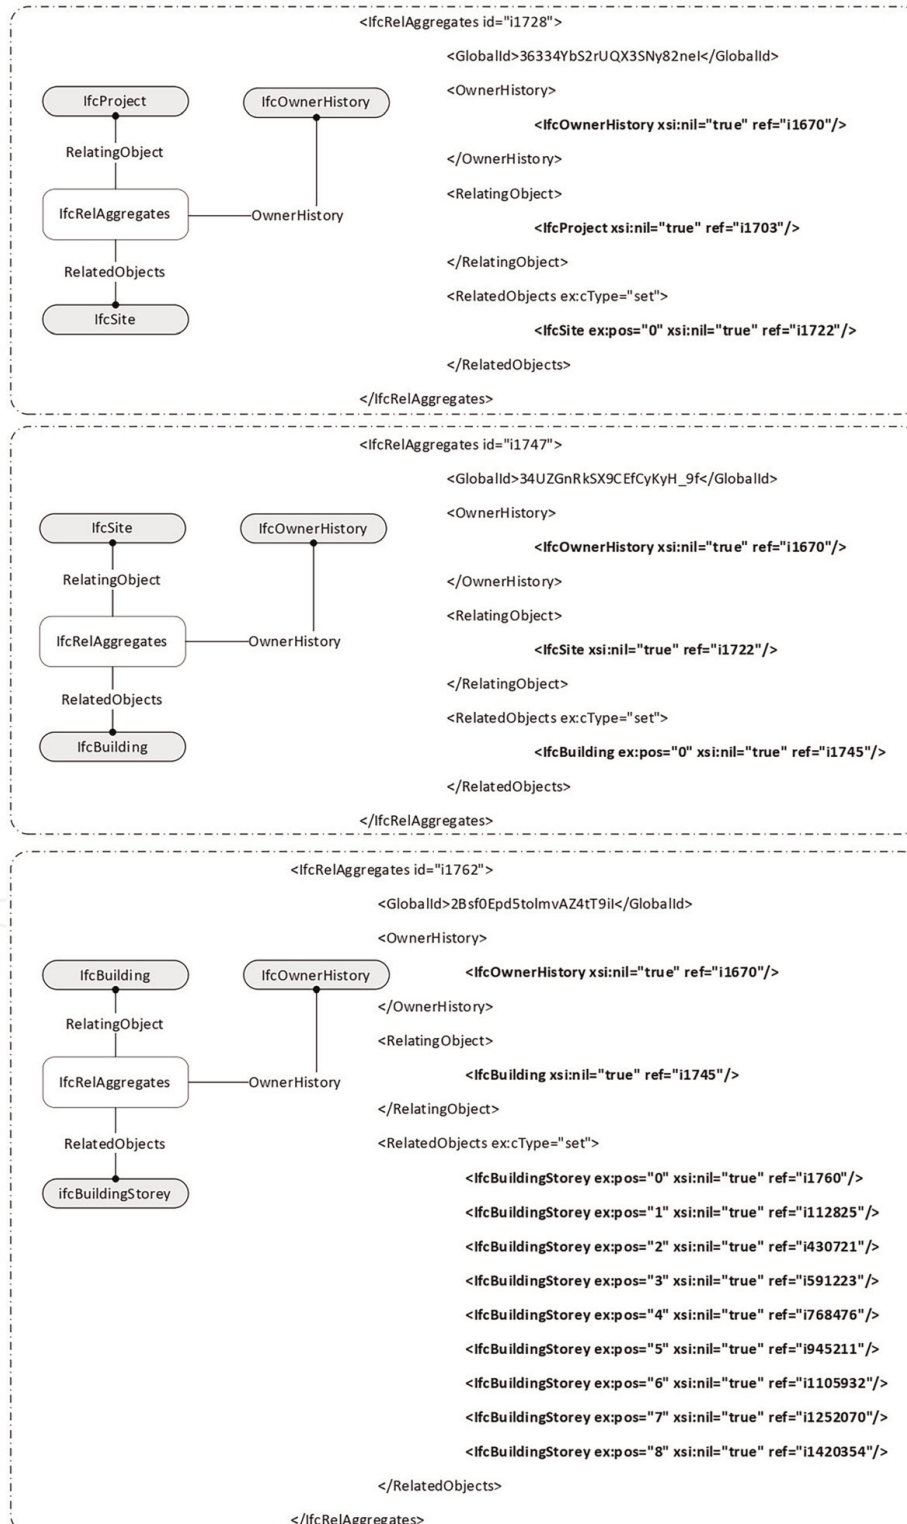 <IfcRelAggregates id="i1728">
<GlobalId>36334YbS2rUQX3SNy82neI</GlobalId>
<OwnerHistory>
<IfcOwnerHistory xsi:nil="true" ref="i1670"/>
</OwnerHistory>
<RelatingObject>
<IfcProject xsi:nil="true" ref="i1703"/>
</RelatingObject>
<RelatedObjects ex:cType="set">
<IfcSite ex:pos="0" xsi:nil="true" ref="i1722"/>
</RelatedObjects>
</IfcRelAggregates>
IfcProject
IfcOwnerHistory
RelatingObject
IfcRelAggregates
OwnerHistory
RelatedObjects
IfcSite
<IfcRelAggregates id="i1747">
<GlobalId>34UZGnRkSX9CEfCyKyH_9f</GlobalId>
<OwnerHistory>
<IfcOwnerHistory xsi:nil="true" ref="i1670"/>
</OwnerHistory>
<RelatingObject>
<IfcSite xsi:nil="true" ref="i1722"/>
</RelatingObject>
<RelatedObjects ex:cType="set">
<IfcBuilding ex:pos="0" xsi:nil="true" ref="i1745"/>
</RelatedObjects>
</IfcRelAggregates>
IfcSite
IfcOwnerHistory
RelatingObject
IfcRelAggregates
OwnerHistory
RelatedObjects
IfcBuilding
<IfcRelAggregates id="i1762">
<GlobalId>2Bsf0Epd5toImvAZ4tT9iI</GlobalId>
<OwnerHistory>
<IfcOwnerHistory xsi:nil="true" ref="i1670"/>
</OwnerHistory>
<RelatingObject>
<IfcBuilding xsi:nil="true" ref="i1745"/>
</RelatingObject>
<RelatedObjects ex:cType="set">
<IfcBuildingStorey ex:pos="0" xsi:nil="true" ref="i1760"/>
<IfcBuildingStorey ex:pos="1" xsi:nil="true" ref="i112825"/>
<IfcBuildingStorey ex:pos="2" xsi:nil="true" ref="i430721"/>
<IfcBuildingStorey ex:pos="3" xsi:nil="true" ref="i591223"/>
<IfcBuildingStorey ex:pos="4" xsi:nil="true" ref="i768476"/>
<IfcBuildingStorey ex:pos="5" xsi:nil="true" ref="i945211"/>
<IfcBuildingStorey ex:pos="6" xsi:nil="true" ref="i1105932"/>
<IfcBuildingStorey ex:pos="7" xsi:nil="true" ref="i1252070"/>
<IfcBuildingStorey ex:pos="8" xsi:nil="true" ref="i1420354"/>
</RelatedObjects>
</IfcRelAggregates>
IfcBuilding
IfcOwnerHistory
RelatingObject
IfcRelAggregates
OwnerHistory
RelatedObjects
ifcBuildingStorey